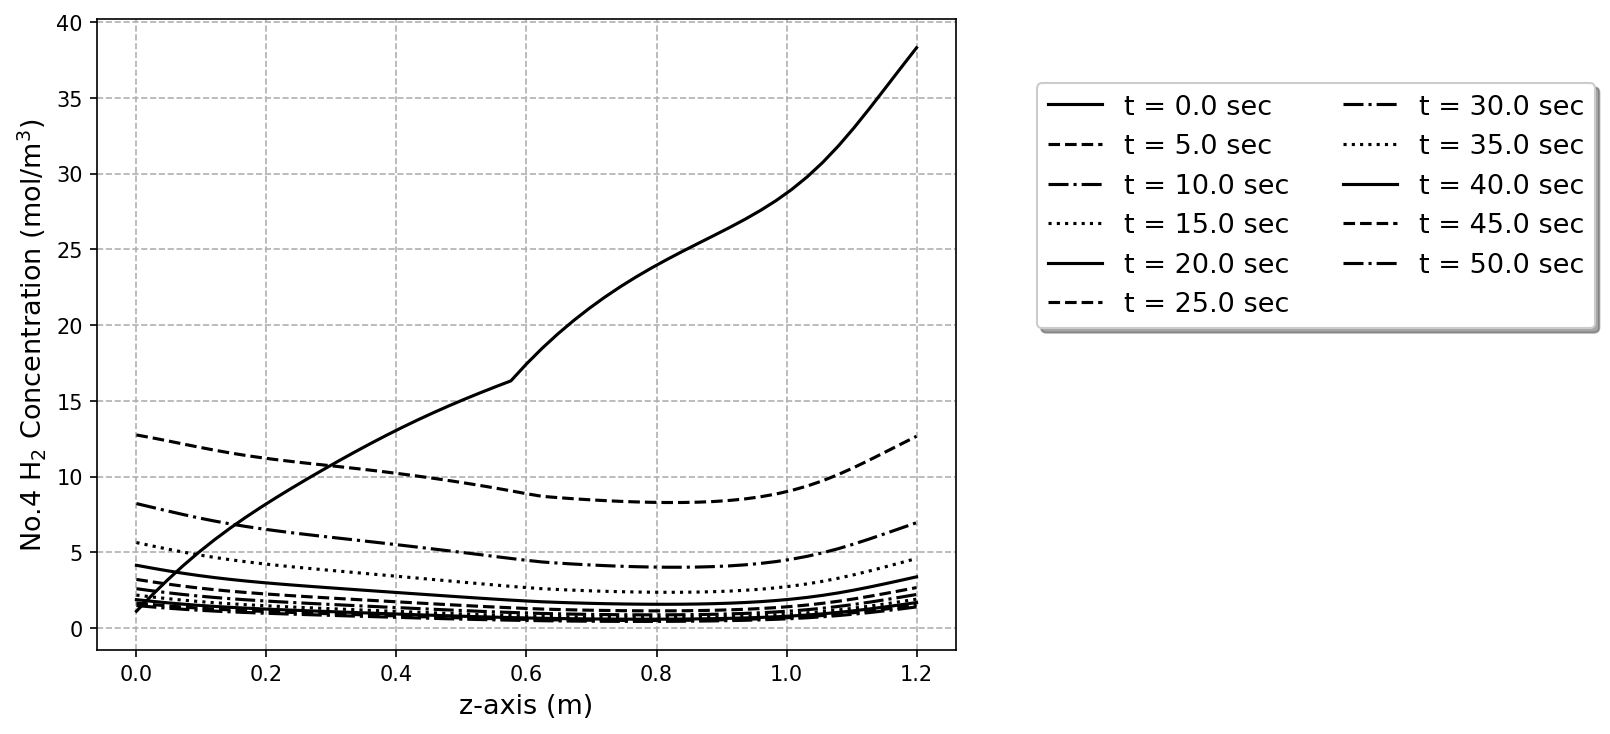 40
35
30
25
20
15
10
5
0
No.4 H₂ Concentration (mol/m³)
0.0 0.2 0.4 0.6 0.8 1.0 1.2
z-axis (m)
t = 0.0 sec
t = 5.0 sec
t = 10.0 sec
t = 15.0 sec
t = 20.0 sec
t = 25.0 sec
t = 30.0 sec
t = 35.0 sec
t = 40.0 sec
t = 45.0 sec
t = 50.0 sec